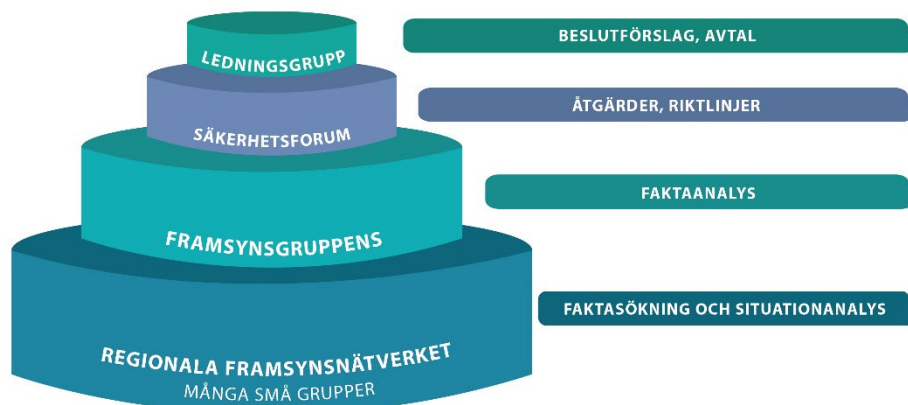 LEDNINGSGRUPP
BESLUTFÖRSLAG, AVTAL
SÄKERHETSFORUM
ÅTGÄRDER, RIKTLINJER
FRAMSYNSGRUPPENS
FAKTAANALYS
REGIONALA FRAMSYNSNÄTVERKET
MÅNGA SMÅ GRUPPER
FAKTASÖKNING OCH SITUATIONANALYS